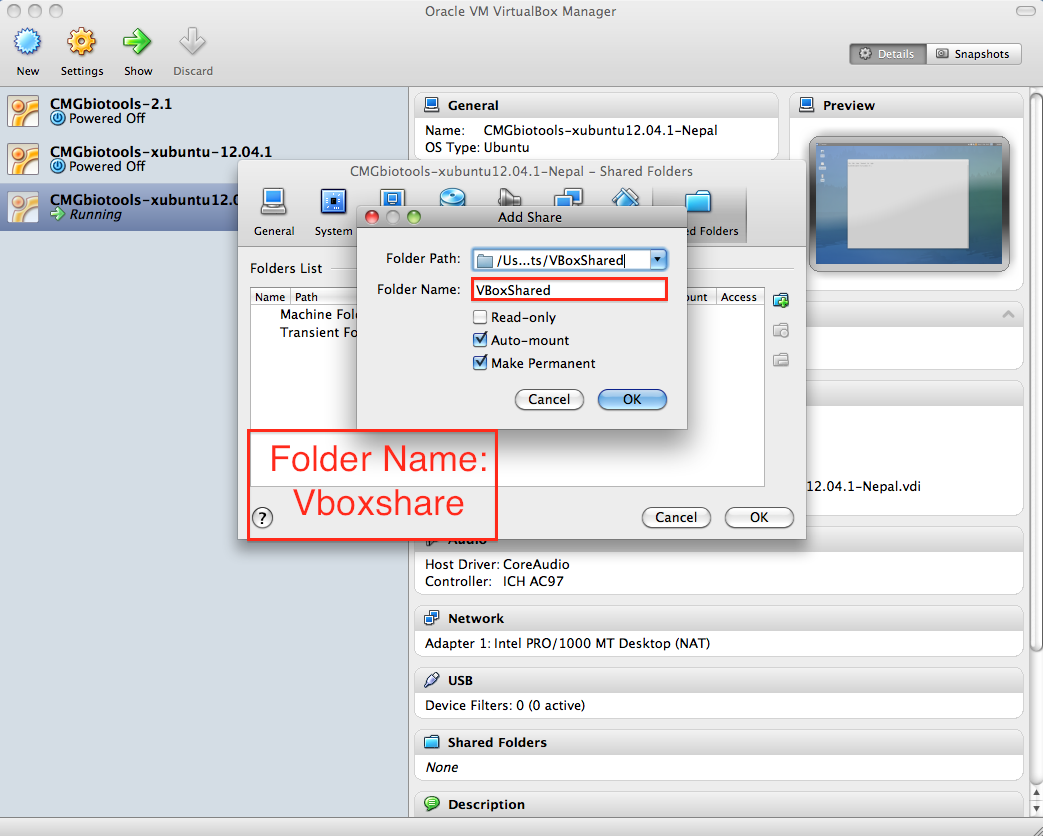 Oracle VM VirtualBox Manager
New
Settings
Show
Discard
Details
Snapshots
CMGbiotools-2.1
Powered Off
CMGbiotools-xubuntu-12.04.1
Powered Off
CMGbiotools-xubuntu12.0
Running
General
Name: CMGbiotools-xubuntu12.04.1-Nepal
OS Type: Ubuntu
Preview
CMGbiotools-xubuntu12.04.1-Nepal - Shared Folders
General
System
ed Folders
Folders List
Name Path
ount Access
Machine Fol
Transient Fo
Add Share
Folder Path: /Us...ts/VBoxShared
Folder Name: VBoxShared
Read-only
Auto-mount
Make Permanent
Cancel OK
Folder Name:
Vboxshare
?
Cancel OK
12.04.1-Nepal.vdi
Audio
Host Driver: CoreAudio
Controller: ICH AC97
Network
Adapter 1: Intel PRO/1000 MT Desktop (NAT)
USB
Device Filters: 0 (0 active)
Shared Folders
None
Description